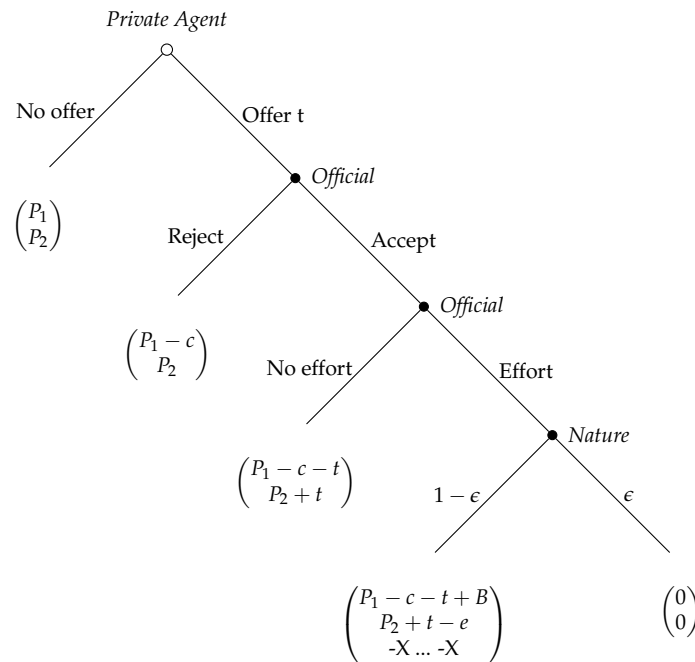 Private Agent
No offer
Offer t
Official
P₁
P₂
Reject
Accept
Official
P₁ − c
P₂
No effort
Effort
Nature
P₁ − c − t
P₂ + t
1 − ϵ
ϵ
P₁ − c − t + B
P₂ + t − e
-X ... -X
0
0